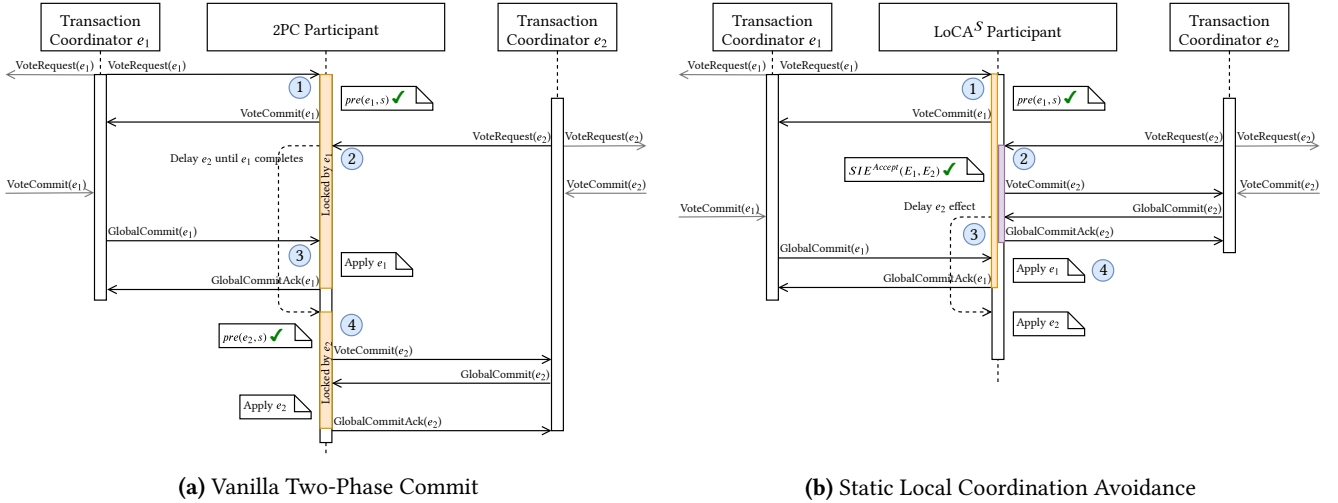 Transaction
Coordinator e₁
2PC Participant
Transaction
Coordinator e₂
VoteRequest(e₁)
VoteRequest(e₁)
1
pre(e₁, s) ✔
VoteCommit(e₁)
VoteRequest(e₂)
VoteRequest(e₂)
Delay e₂ until e₁ completes
2
Locked by e₁
VoteCommit(e₁)
VoteCommit(e₂)
GlobalCommit(e₁)
3
Apply e₁
GlobalCommitAck(e₁)
4
pre(e₂, s) ✔
Locked by e₂
VoteCommit(e₂)
GlobalCommit(e₂)
Apply e₂
GlobalCommitAck(e₂)
(a) Vanilla Two-Phase Commit
Transaction
Coordinator e₁
LoCAˢ Participant
Transaction
Coordinator e₂
VoteRequest(e₁)
VoteRequest(e₁)
1
pre(e₁, s) ✔
VoteCommit(e₁)
VoteRequest(e₂)
VoteRequest(e₂)
2
SIE^Accept(E₁, E₂) ✔
VoteCommit(e₂)
VoteCommit(e₂)
VoteCommit(e₁)
Delay e₂ effect
GlobalCommit(e₂)
3
GlobalCommitAck(e₂)
GlobalCommit(e₁)
Apply e₁
4
GlobalCommitAck(e₁)
Apply e₂
(b) Static Local Coordination Avoidance